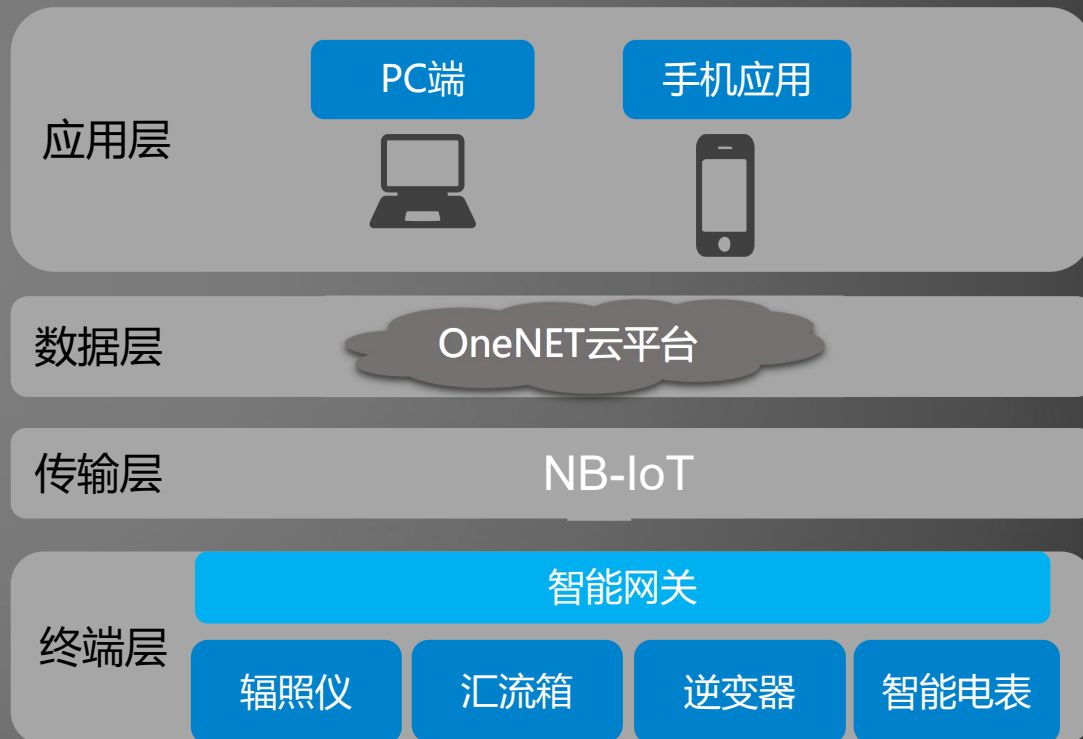 应用层
PC端
手机应用
数据层
OneNET云平台
传输层
NB-IoT
终端层
智能网关
辐照仪
汇流箱
逆变器
智能电表